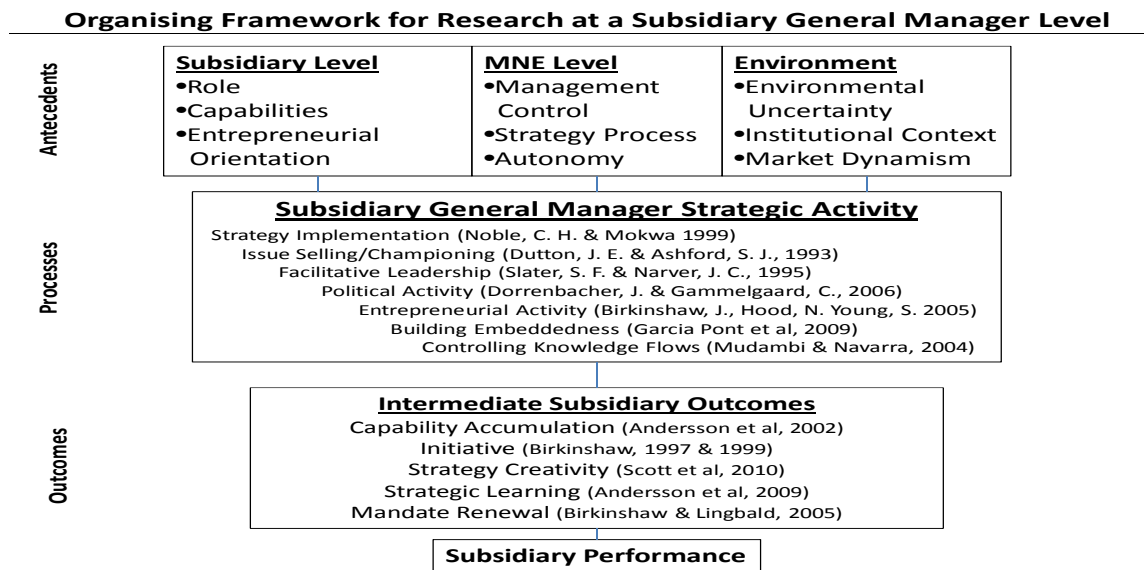 Organising Framework for Research at a Subsidiary General Manager Level
Antecedents
Subsidiary Level
•Role
•Capabilities
•Entrepreneurial
Orientation
MNE Level
•Management
Control
•Strategy Process
•Autonomy
Environment
•Environmental
Uncertainty
•Institutional Context
•Market Dynamism
Processes
Subsidiary General Manager Strategic Activity
Strategy Implementation (Noble, C. H. & Mokwa 1999)
Issue Selling/Championing (Dutton, J. E. & Ashford, S. J., 1993)
Facilitative Leadership (Slater, S. F. & Narver, J. C., 1995)
Political Activity (Dorrenbacher, J. & Gammelgaard, C., 2006)
Entrepreneurial Activity (Birkinshaw, J., Hood, N. Young, S. 2005)
Building Embeddedness (Garcia Pont et al, 2009)
Controlling Knowledge Flows (Mudambi & Navarra, 2004)
Outcomes
Intermediate Subsidiary Outcomes
Capability Accumulation (Andersson et al, 2002)
Initiative (Birkinshaw, 1997 & 1999)
Strategy Creativity (Scott et al, 2010)
Strategic Learning (Andersson et al, 2009)
Mandate Renewal (Birkinshaw & Lingbald, 2005)
Subsidiary Performance